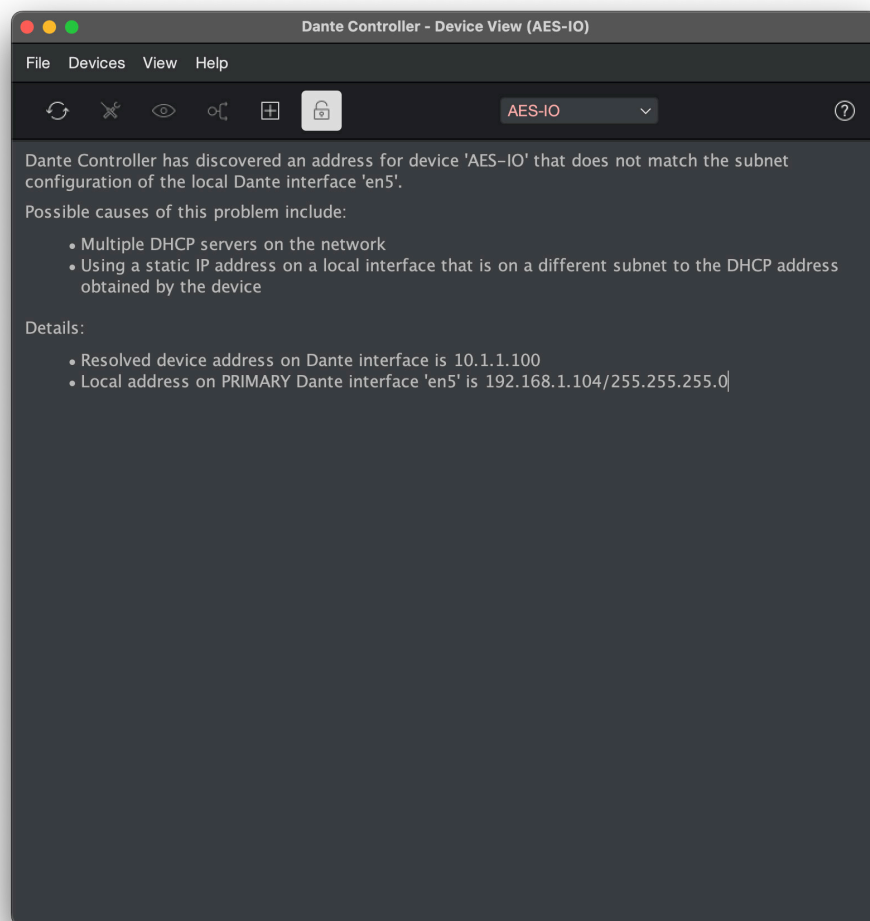 Dante Controller - Device View (AES-IO)
File Devices View Help
AES-IO
Dante Controller has discovered an address for device 'AES-IO' that does not match the subnet
configuration of the local Dante interface 'en5'.
Possible causes of this problem include:
• Multiple DHCP servers on the network
• Using a static IP address on a local interface that is on a different subnet to the DHCP address
obtained by the device
Details:
• Resolved device address on Dante interface is 10.1.1.100
• Local address on PRIMARY Dante interface 'en5' is 192.168.1.104/255.255.255.0